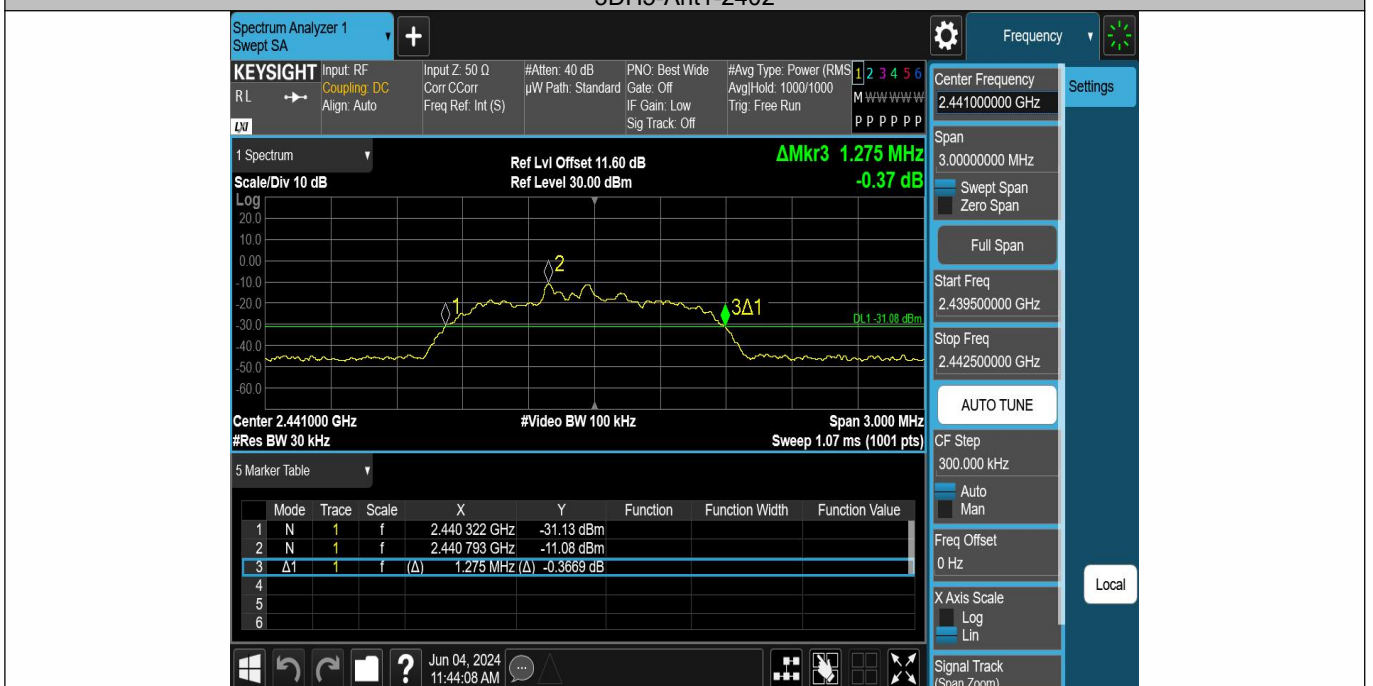 3DH5-Ant1-2402
Spectrum Analyzer 1
Swept SA
Frequency
KEYSIGHT
RL
LXI
Input: RF
Coupling: DC
Align: Auto
Input Z: 50 Ω
Corr CCorr
Freq Ref: Int (S)
#Atten: 40 dB
µW Path: Standard
PNO: Best Wide
Gate: Off
IF Gain: Low
Sig Track: Off
#Avg Type: Power (RMS
Avg|Hold: 1000/1000
Trig: Free Run
1 2 3 4 5 6
M W W W W W
P P P P P P
1 Spectrum
Scale/Div 10 dB
Ref Lvl Offset 11.60 dB
Ref Level 30.00 dBm
ΔMkr3 1.275 MHz
-0.37 dB
Log
20.0
10.0
0.00
-10.0
-20.0
-30.0
-40.0
-50.0
-60.0
1
2
3Δ1
DL1 -31.08 dBm
Center 2.441000 GHz
#Video BW 100 kHz
Span 3.000 MHz
#Res BW 30 kHz
Sweep 1.07 ms (1001 pts)
5 Marker Table
Mode Trace Scale X Y Function Function Width Function Value
1 N 1 f 2.440 322 GHz -31.13 dBm
2 N 1 f 2.440 793 GHz -11.08 dBm
3 Δ1 1 f (Δ) 1.275 MHz (Δ) -0.3669 dB
4
5
6
Jun 04, 2024
11:44:08 AM
Center Frequency
2.441000000 GHz
Settings
Span
3.00000000 MHz
Swept Span
Zero Span
Full Span
Start Freq
2.439500000 GHz
Stop Freq
2.442500000 GHz
AUTO TUNE
CF Step
300.000 kHz
Auto
Man
Freq Offset
0 Hz
Local
X Axis Scale
Log
Lin
Signal Track
(Span Zoom)